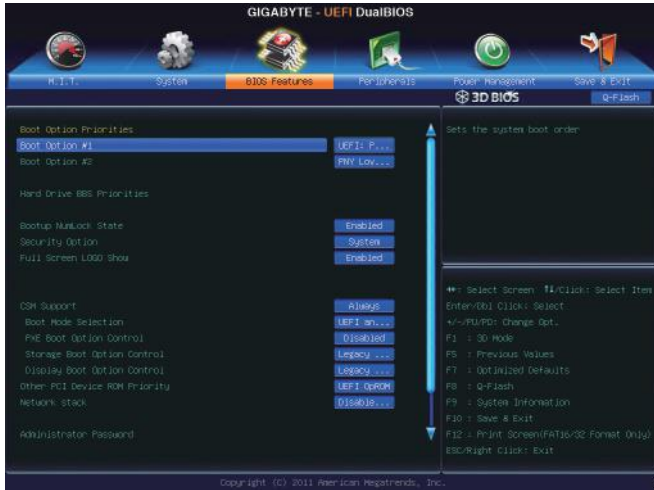 GIGABYTE - UEFI DualBIOS
M.I.T. System BIOS Features Peripherals Power Management Save & Exit
3D BIOS Q-Flash
Boot Option Priorities
Boot Option #1 UEFI: P...
Boot Option #2 PNY Lov...
Hard Drive BBS Priorities
Bootup NumLock State Enabled
Security Option System
Full Screen LOGO Show Enabled
CSM Support Always
Boot Mode Selection UEFI an...
PXE Boot Option Control Disabled
Storage Boot Option Control Legacy ...
Display Boot Option Control Legacy ...
Other PCI Device ROM Priority UEFI OpROM
Network stack Disable...
Administrator Password
Sets the system boot order
↔: Select Screen ↑↓/Click: Select Item
Enter/Dbl Click: Select
+/-/PU/PD: Change Opt.
F1 : 3D Mode
F5 : Previous Values
F7 : Optimized Defaults
F8 : Q-Flash
F9 : System Information
F10 : Save & Exit
F12 : Print Screen(FAT16/32 Format Only)
ESC/Right Click: Exit
Copyright (C) 2011 American Megatrends, Inc.